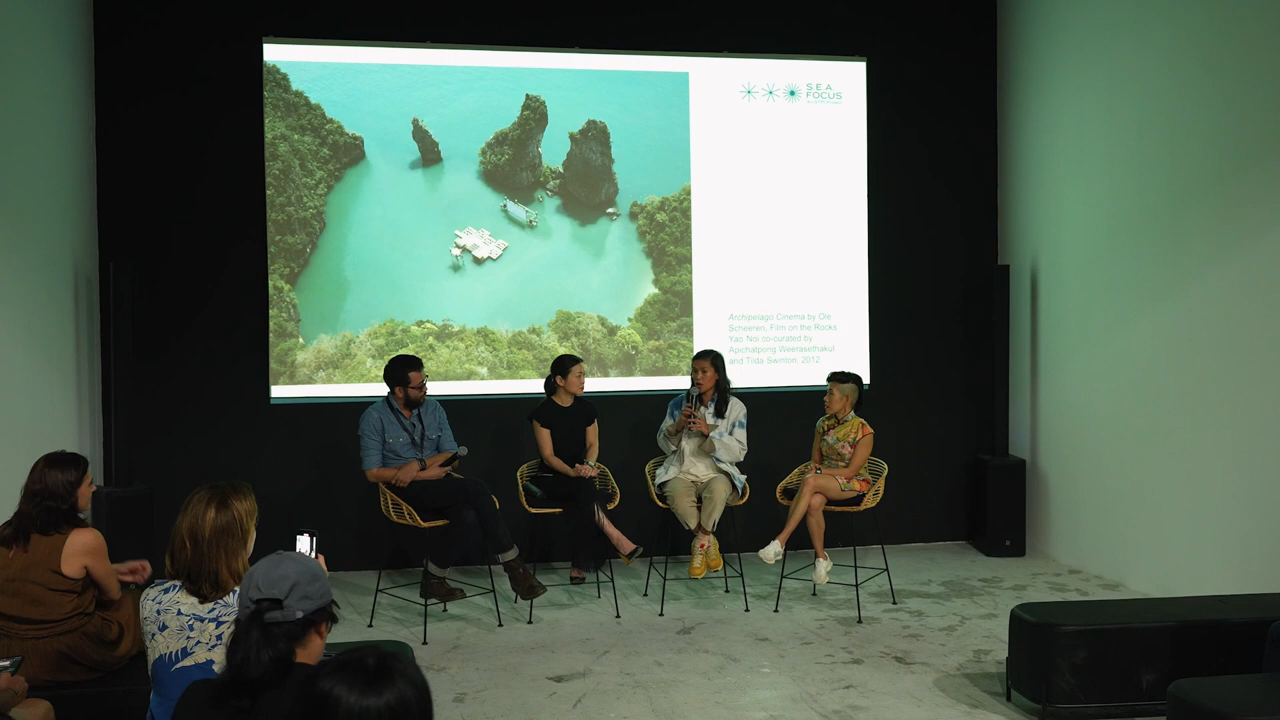 S.E.A.
FOCUS
Archipelago Cinema by Ole
Scheeren, Film on the Rocks
Yao Noi co-curated by
Apichatpong Weerasethakul
and Tilda Swinton, 2012.